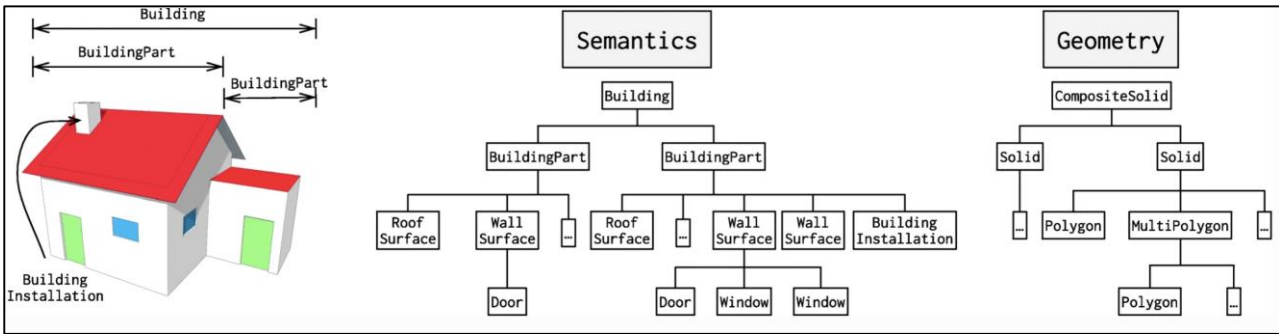 Building
BuildingPart
BuildingPart
Building
Installation
Semantics
Building
BuildingPart BuildingPart
Roof
Surface
Wall
Surface
...
Roof
Surface
...
Wall
Surface
Wall
Surface
Building
Installation
Door
Door Window Window
Geometry
CompositeSolid
Solid Solid
...
Polygon MultiPolygon ...
Polygon ...